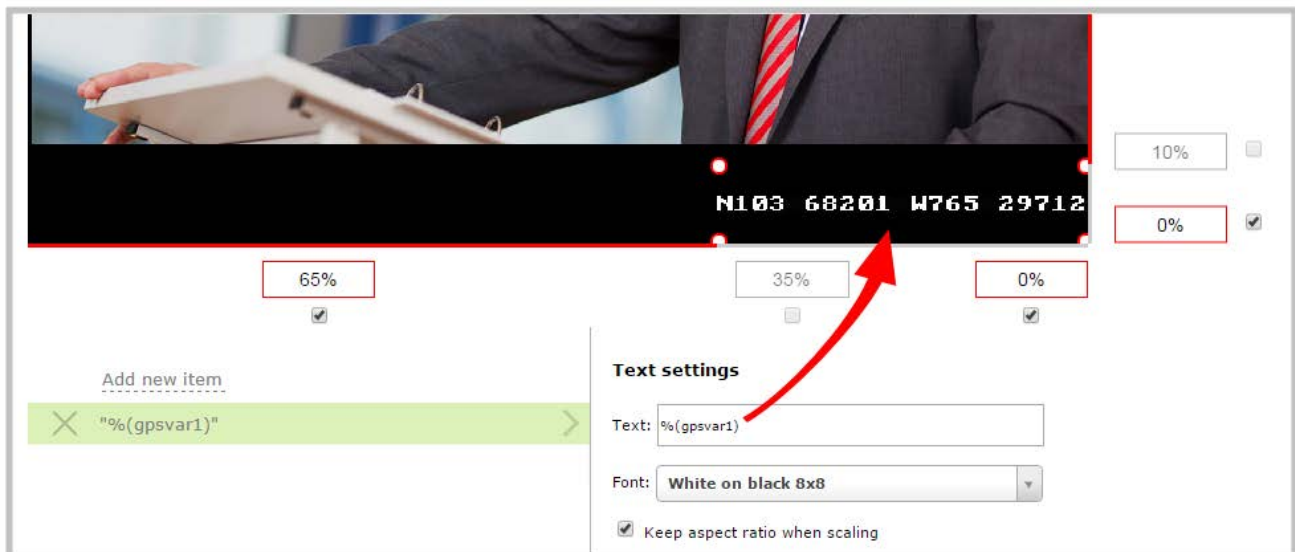 10%
N103 68201 W765 29712
0%
65%
35%
0%
Add new item
"%(gpsvar1)"
Text settings
Text: %(gpsvar1)
Font: White on black 8x8
Keep aspect ratio when scaling